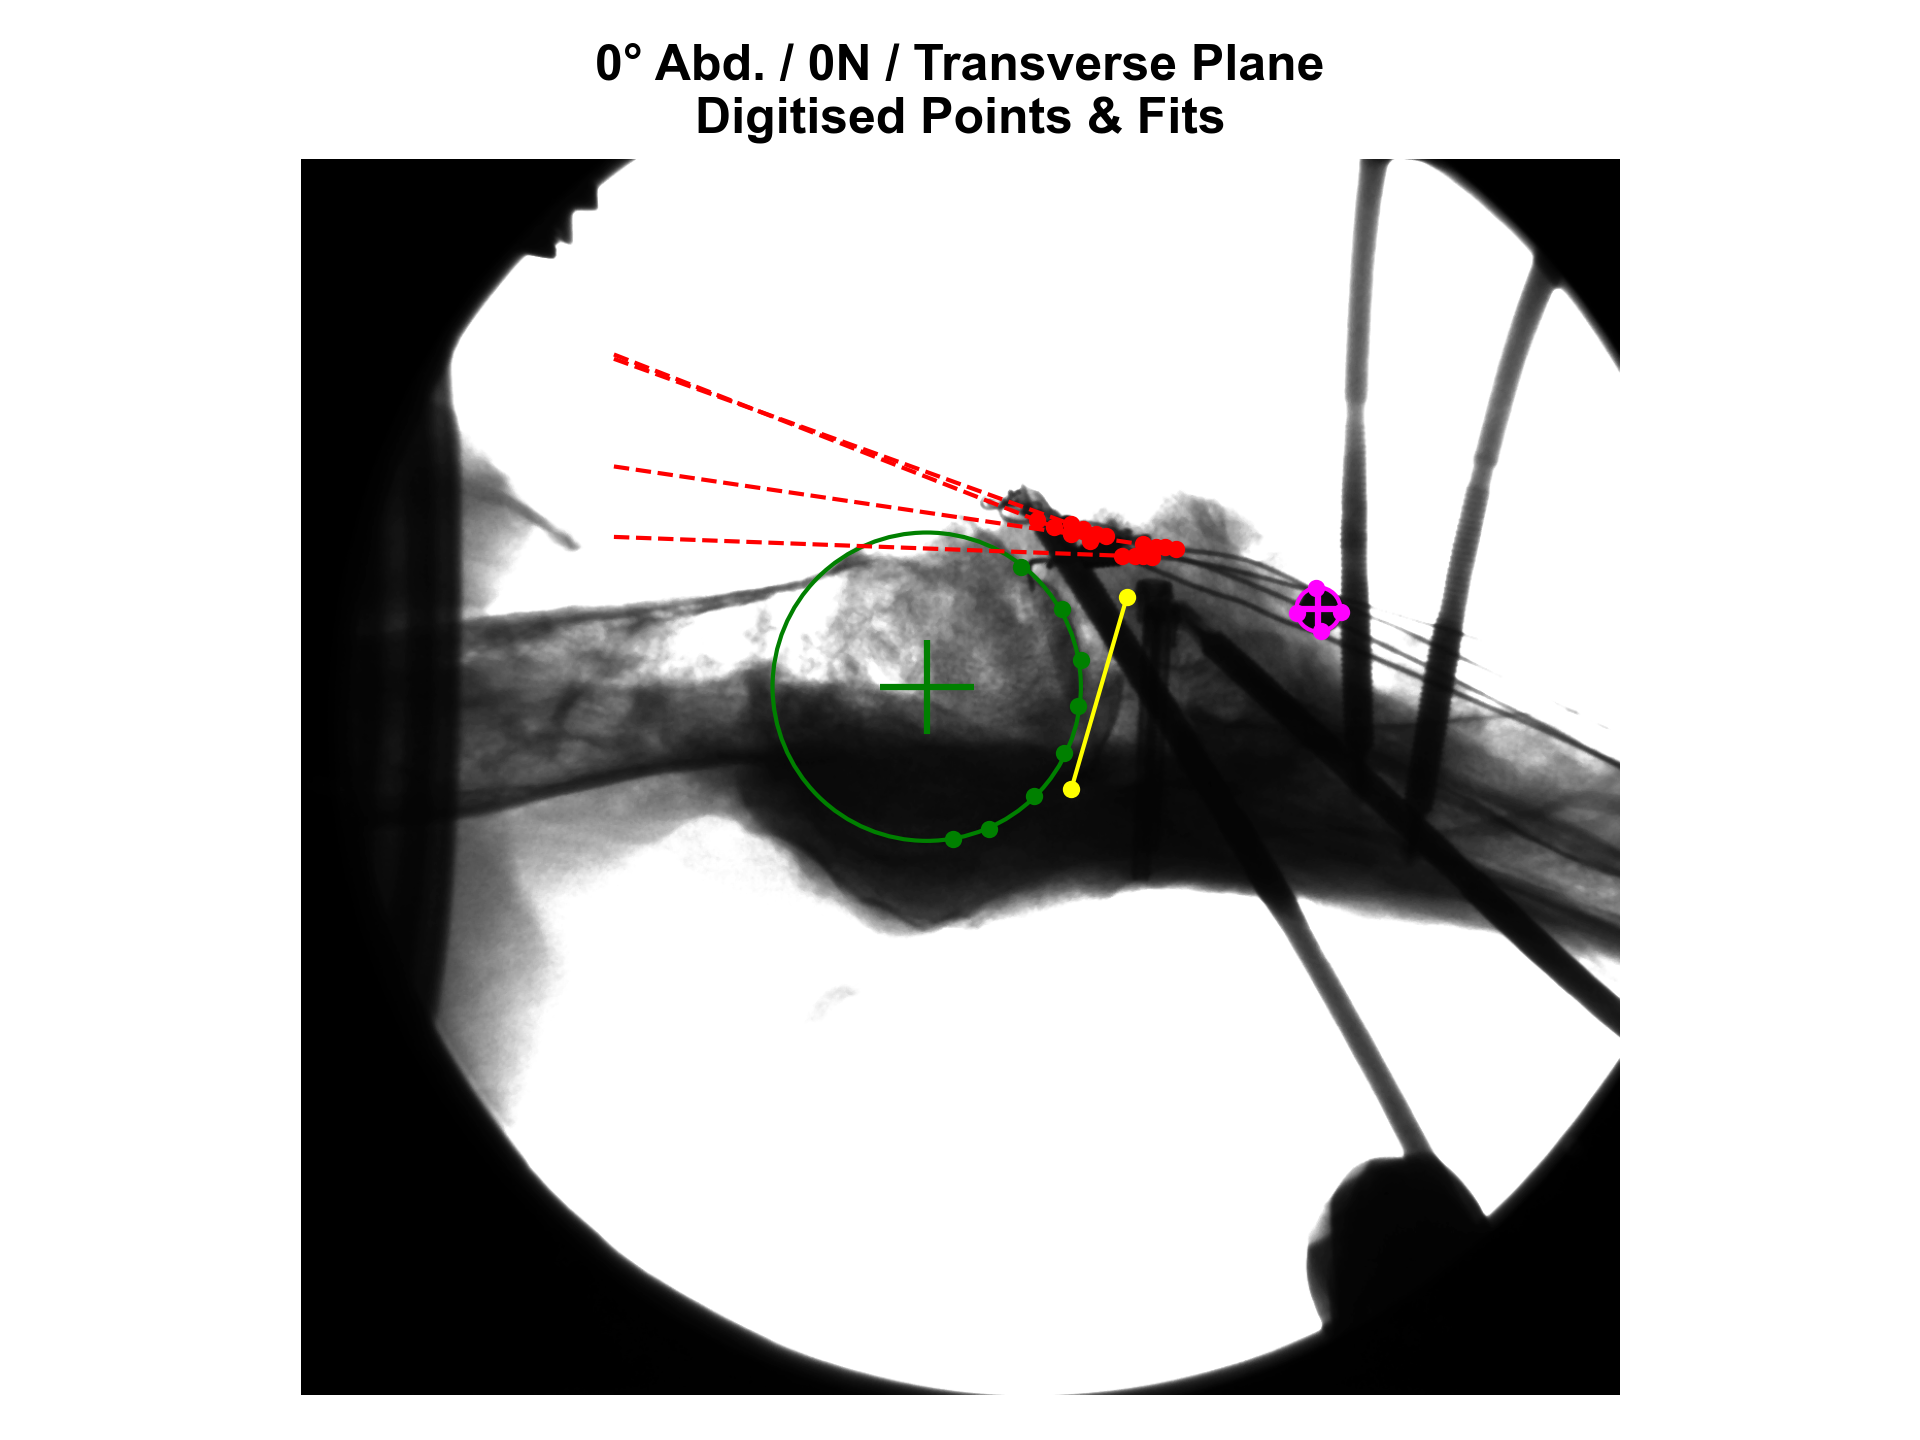 0° Abd. / 0N / Transverse Plane
Digitised Points & Fits